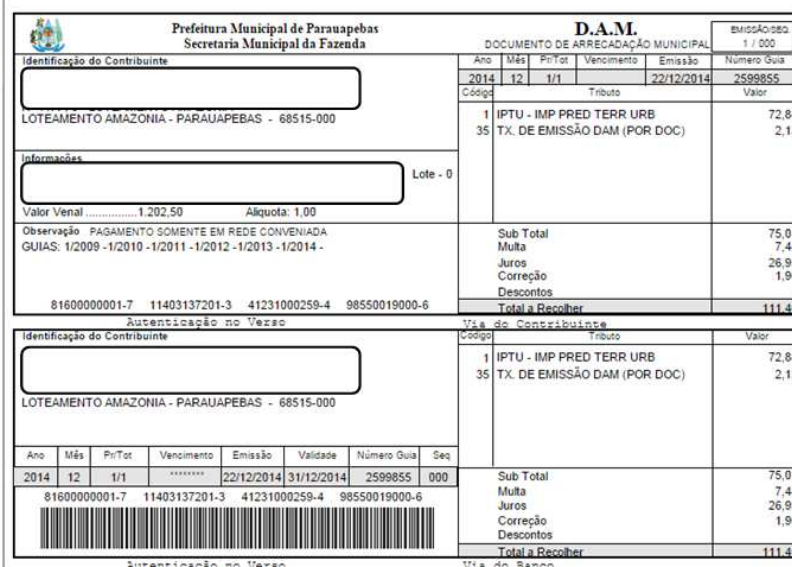 Prefeitura Municipal de Parauapebas
Secretaria Municipal da Fazenda
D.A.M.
DOCUMENTO DE ARRECADAÇÃO MUNICIPAL
EMISSÃO/SEQ.
1 / 000
Identificação do Contribuinte
LOTEAMENTO AMAZONIA - PARAUAPEBAS - 68515-000
Ano Mês Pr/Tot Vencimento Emissão Número Guia
2014 12 1/1 22/12/2014 2599855
Código Tributo Valor
1 IPTU - IMP PRED TERR URB 72,8
35 TX. DE EMISSÃO DAM (POR DOC) 2,1
Informações
Lote - 0
Valor Venal ................1.202,50 Aliquota: 1,00
Observação PAGAMENTO SOMENTE EM REDE CONVENIADA
GUIAS: 1/2009 -1/2010 -1/2011 -1/2012 -1/2013 -1/2014 -
Sub Total 75,0
Multa 7,4
Juros 26,9
Correção 1,9
Descontos
Total a Recolher 111,4
81600000001-7 11403137201-3 41231000259-4 98550019000-6
Autenticação no Verso
Via do Contribuinte
Identificação do Contribuinte
LOTEAMENTO AMAZONIA - PARAUAPEBAS - 68515-000
Código Tributo Valor
1 IPTU - IMP PRED TERR URB 72,8
35 TX. DE EMISSÃO DAM (POR DOC) 2,1
Ano Mês Pr/Tot Vencimento Emissão Validade Número Guia Seq
2014 12 1/1 ******** 22/12/2014 31/12/2014 2599855 000
81600000001-7 11403137201-3 41231000259-4 98550019000-6
Sub Total 75,0
Multa 7,4
Juros 26,9
Correção 1,9
Descontos
Total a Recolher 111,4
Autenticação no Verso
Via do Banco